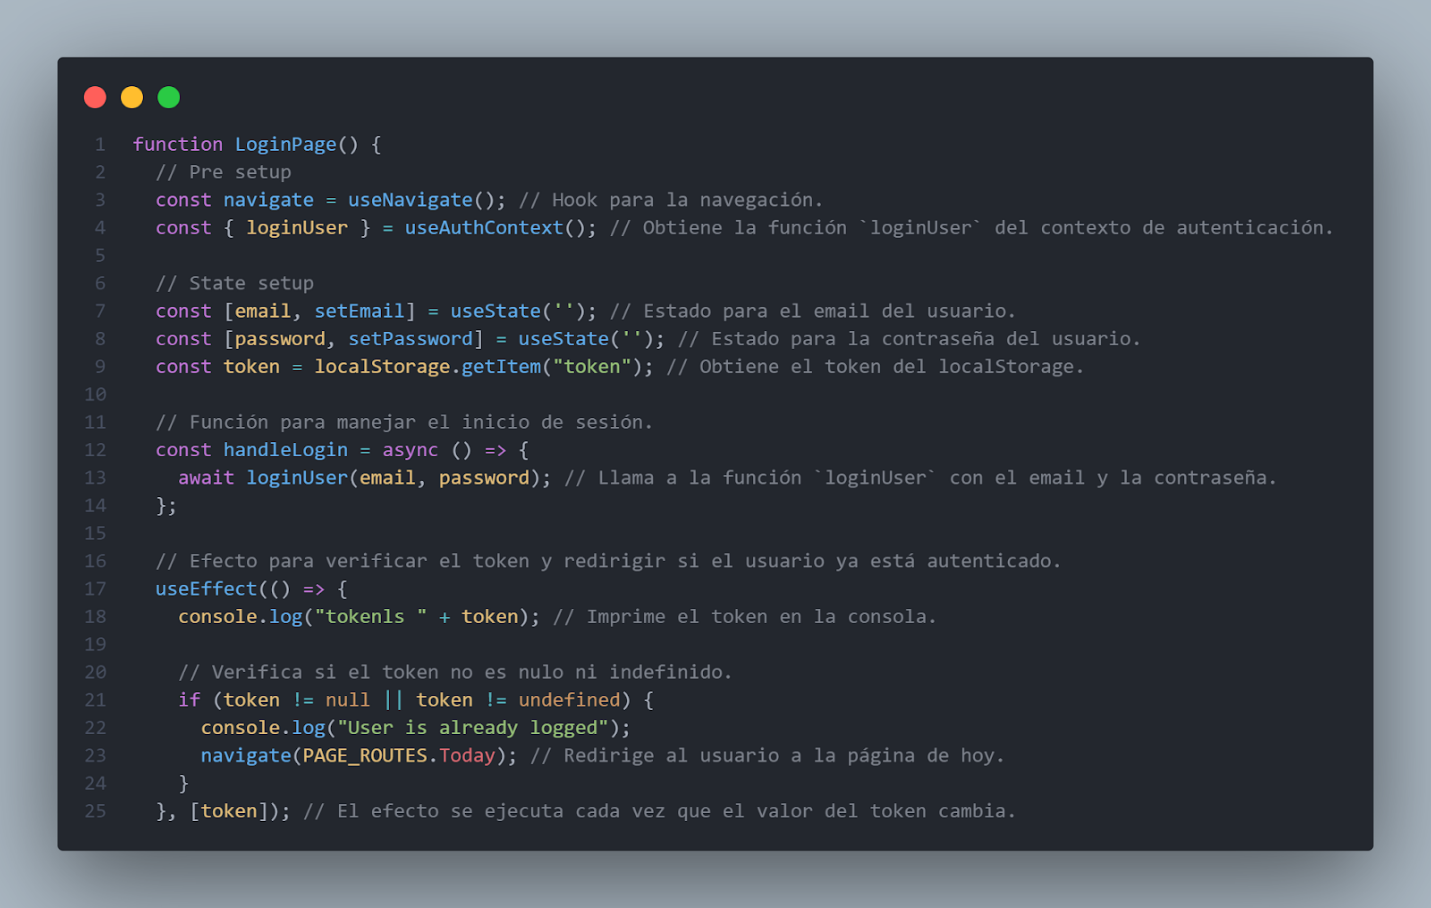 1 function LoginPage() {
2 // Pre setup
3 const navigate = useNavigate(); // Hook para la navegación.
4 const { loginUser } = useAuthContext(); // Obtiene la función `loginUser` del contexto de autenticación.
5
6 // State setup
7 const [email, setEmail] = useState(''); // Estado para el email del usuario.
8 const [password, setPassword] = useState(''); // Estado para la contraseña del usuario.
9 const token = localStorage.getItem("token"); // Obtiene el token del localStorage.
10
11 // Función para manejar el inicio de sesión.
12 const handleLogin = async () => {
13 await loginUser(email, password); // Llama a la función `loginUser` con el email y la contraseña.
14 };
15
16 // Efecto para verificar el token y redirigir si el usuario ya está autenticado.
17 useEffect(() => {
18 console.log("tokenls " + token); // Imprime el token en la consola.
19
20 // Verifica si el token no es nulo ni indefinido.
21 if (token != null || token != undefined) {
22 console.log("User is already logged");
23 navigate(PAGE_ROUTES.Today); // Redirige al usuario a la página de hoy.
24 }
25 }, [token]); // El efecto se ejecuta cada vez que el valor del token cambia.